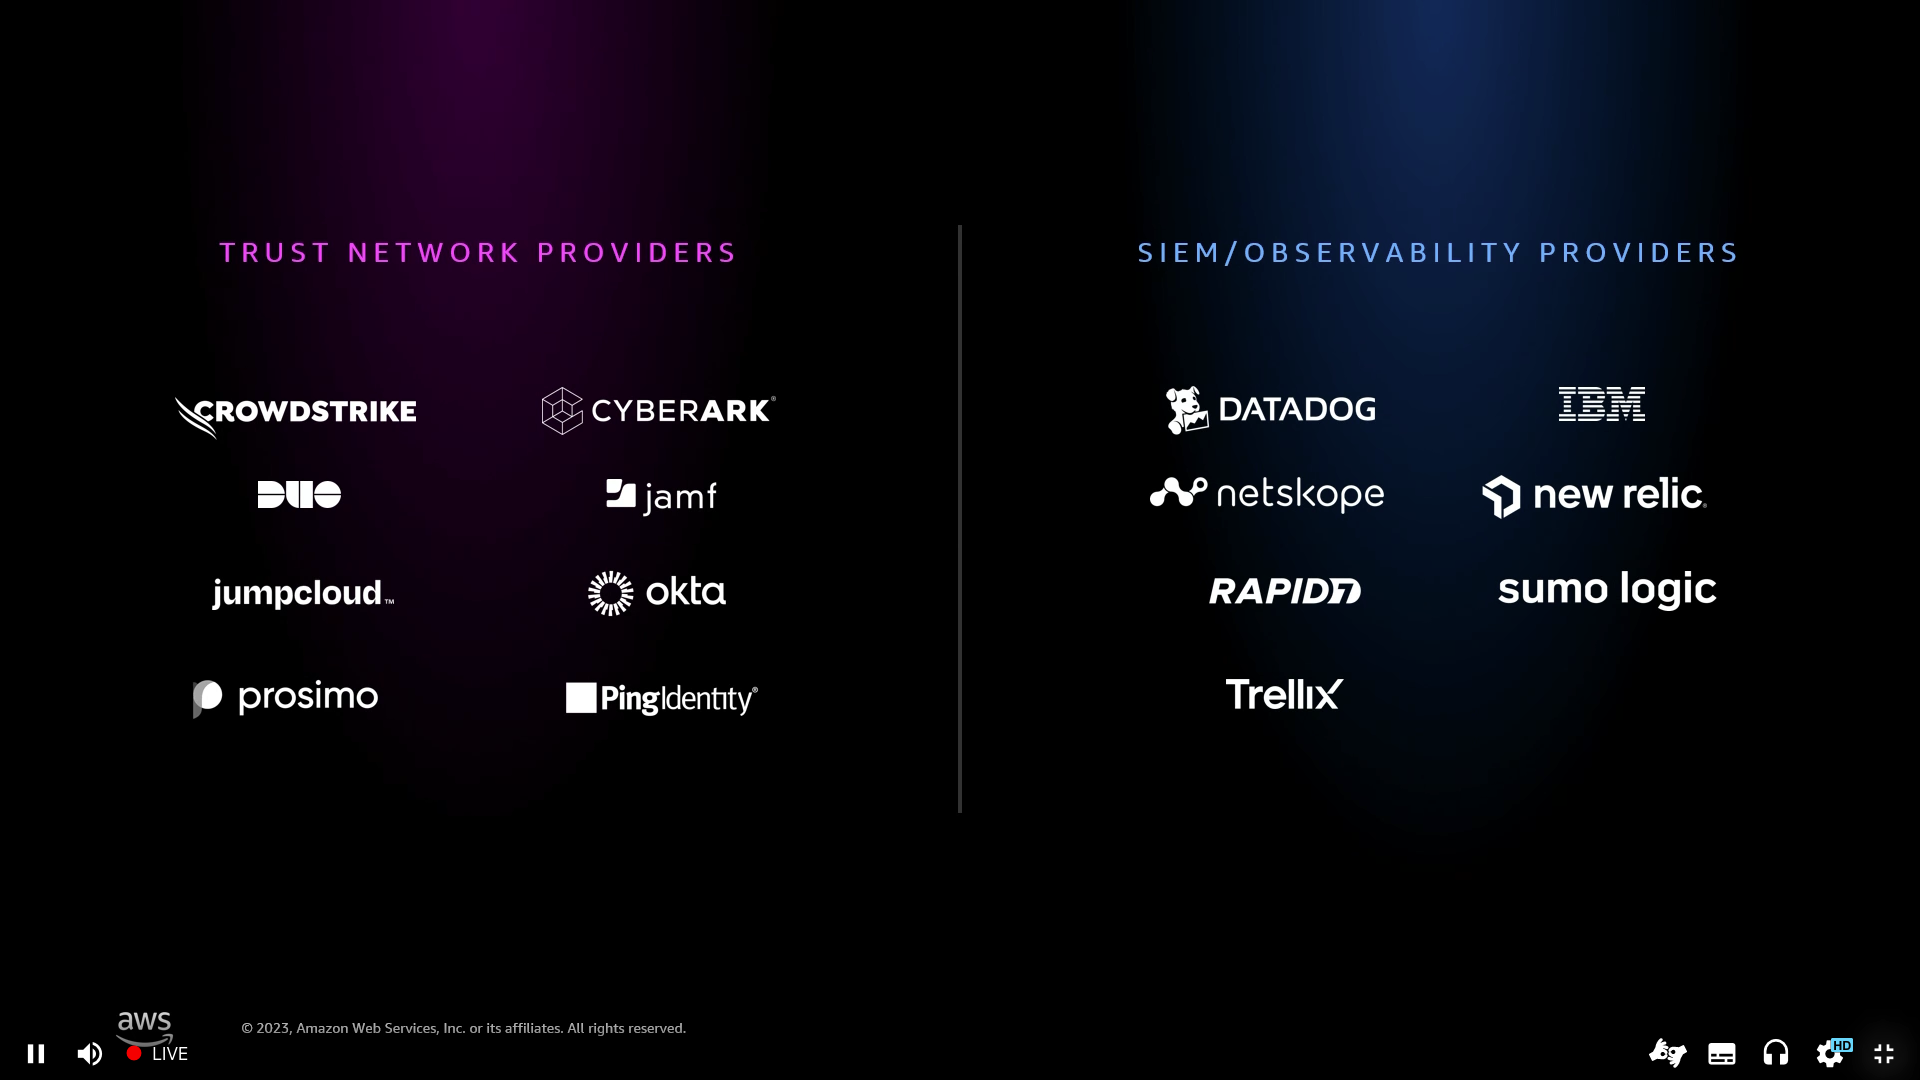 TRUST NETWORK PROVIDERS
CROWDSTRIKE
CYBERARK®
DUO
jamf
jumpcloud™
okta
prosimo
PingIdentity®
SIEM/OBSERVABILITY PROVIDERS
DATADOG
IBM
netskope
new relic®
RAPID7
sumo logic
Trellix
aws
© 2023, Amazon Web Services, Inc. or its affiliates. All rights reserved.
LIVE
HD